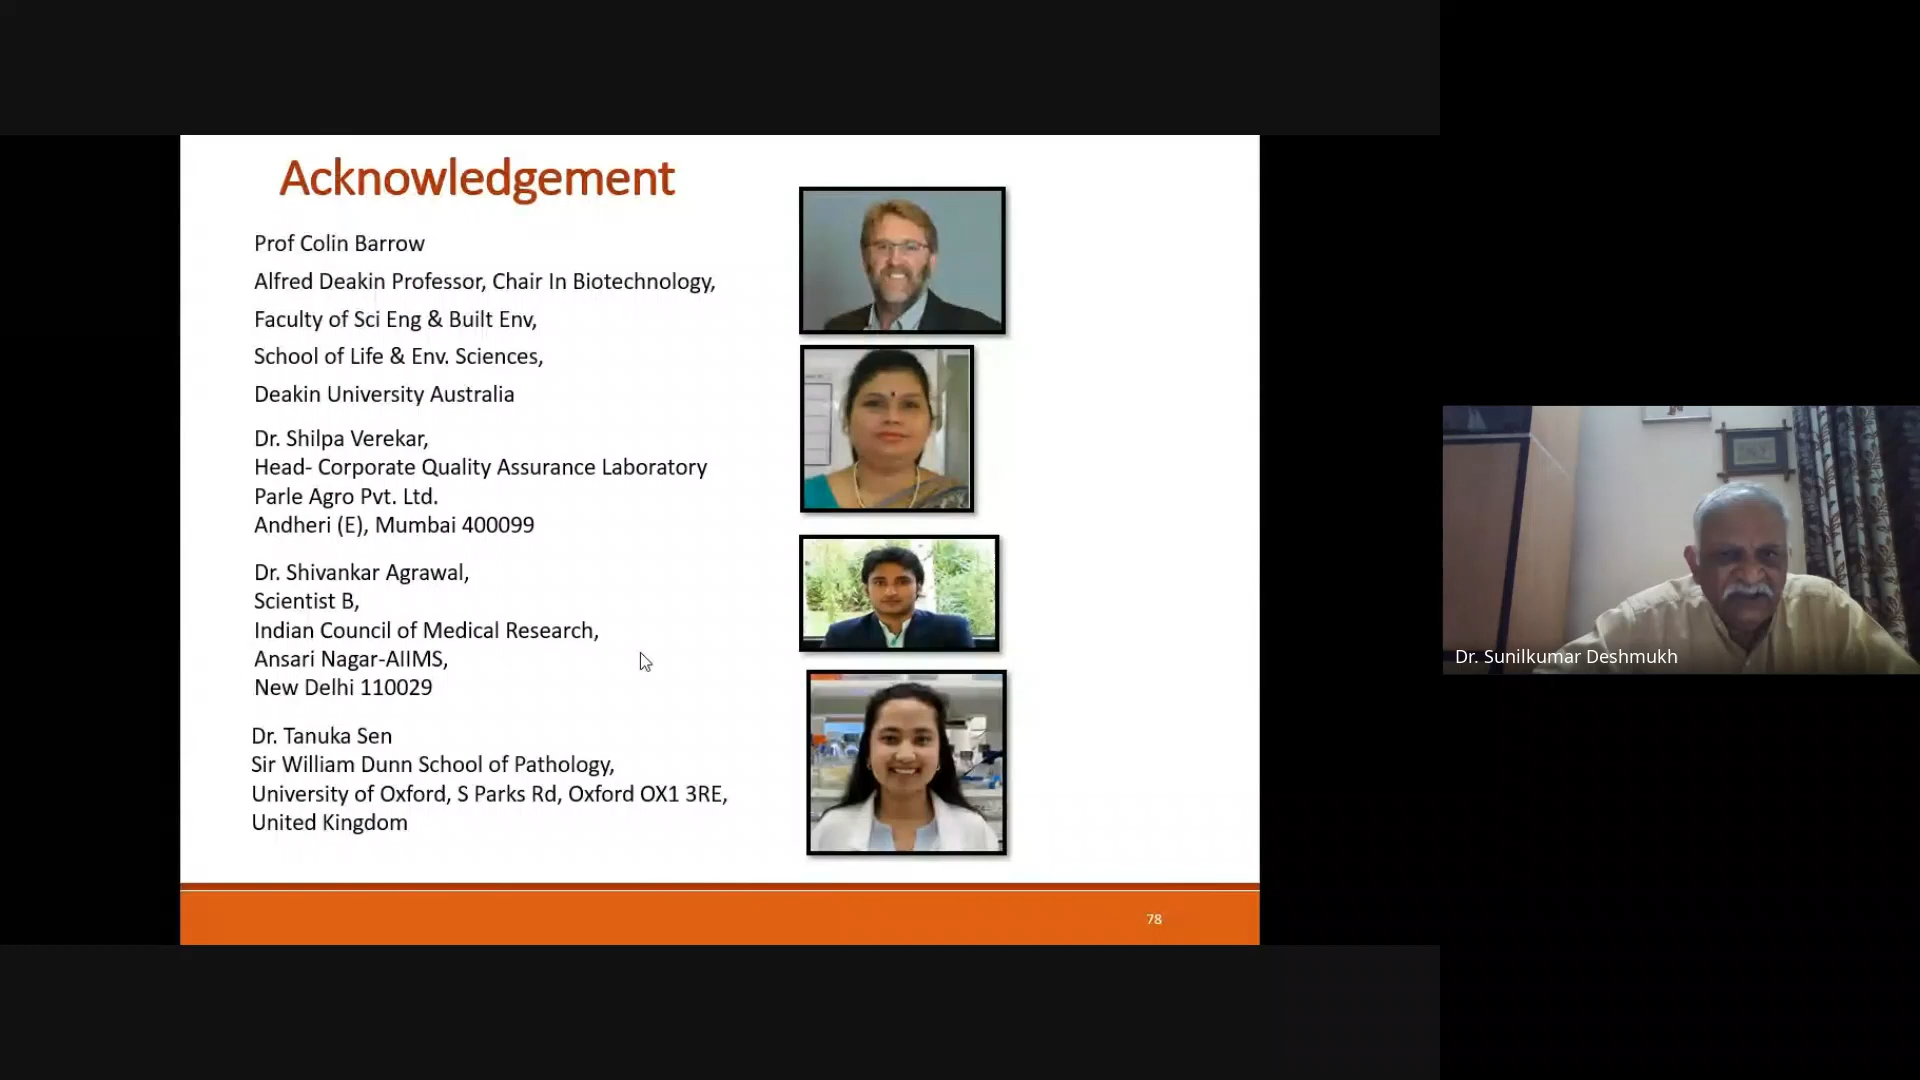 Acknowledgement
Prof Colin Barrow
Alfred Deakin Professor, Chair In Biotechnology,
Faculty of Sci Eng & Built Env,
School of Life & Env. Sciences,
Deakin University Australia
Dr. Shilpa Verekar,
Head- Corporate Quality Assurance Laboratory
Parle Agro Pvt. Ltd.
Andheri (E), Mumbai 400099
Dr. Shivankar Agrawal,
Scientist B,
Indian Council of Medical Research,
Ansari Nagar-AIIMS,
New Delhi 110029
Dr. Tanuka Sen
Sir William Dunn School of Pathology,
University of Oxford, S Parks Rd, Oxford OX1 3RE,
United Kingdom
78
Dr. Sunilkumar Deshmukh